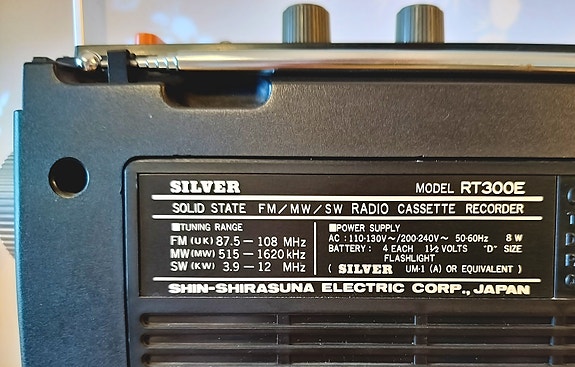 SILVER MODEL RT300E
SOLID STATE FM/MW/SW RADIO CASSETTE RECORDER
■TUNING RANGE
FM (UK) 87.5 – 108 MHz
MW (MW) 515 – 1620 kHz
SW (KW) 3.9 – 12 MHz
■POWER SUPPLY
AC : 110-130V~/200-240V~ 50-60Hz 8W
BATTERY : 4 EACH 1½ VOLTS "D" SIZE
FLASHLIGHT
( SILVER UM-1 (A) OR EQUIVALENT )
SHIN-SHIRASUNA ELECTRIC CORP., JAPAN